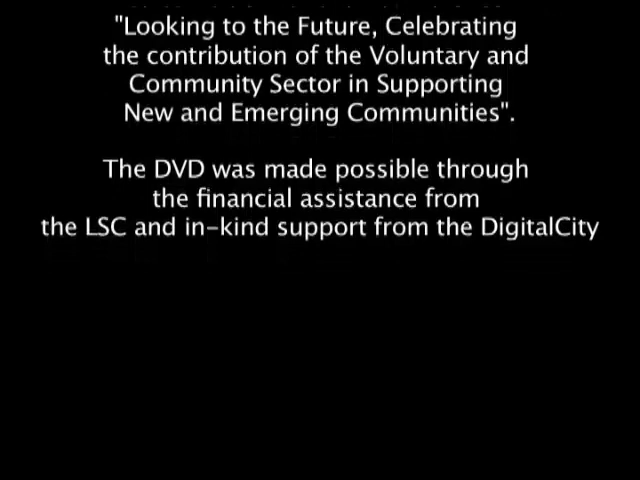 "Looking to the Future, Celebrating
the contribution of the Voluntary and
Community Sector in Supporting
New and Emerging Communities".
The DVD was made possible through
the financial assistance from
the LSC and in-kind support from the DigitalCity